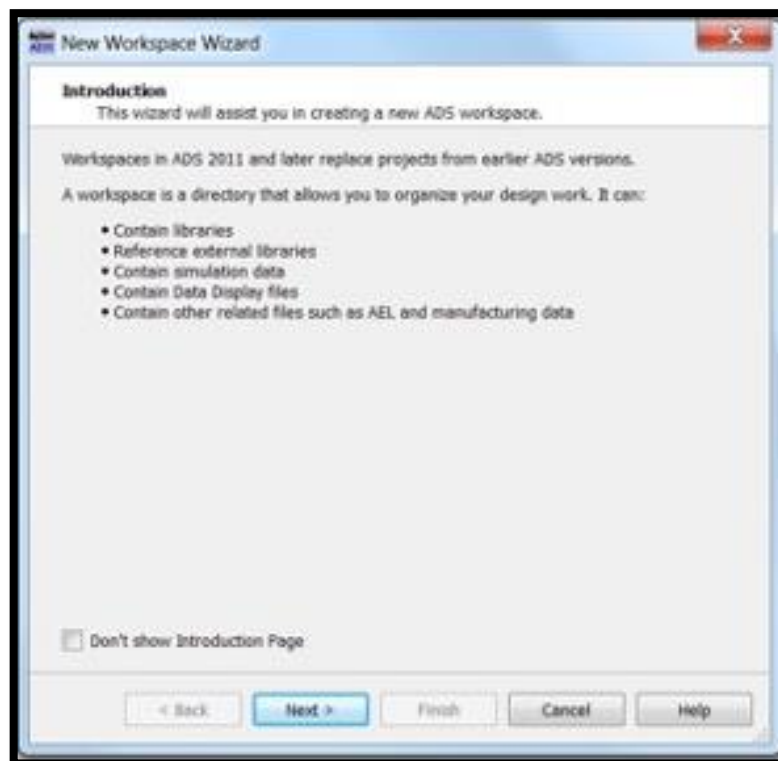 New Workspace Wizard
Introduction
This wizard will assist you in creating a new ADS workspace.
Workspaces in ADS 2011 and later replace projects from earlier ADS versions.
A workspace is a directory that allows you to organize your design work. It can:
• Contain libraries
• Reference external libraries
• Contain simulation data
• Contain Data Display files
• Contain other related files such as AEL and manufacturing data
Don't show Introduction Page
< Back Next > Finish Cancel Help